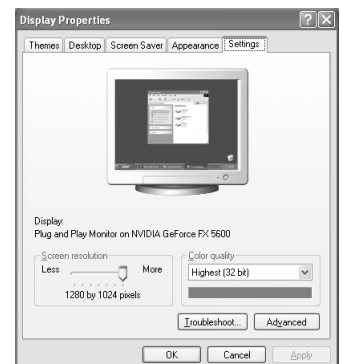 Display Properties
Themes Desktop Screen Saver Appearance Settings
Display:
Plug and Play Monitor on NVIDIA GeForce FX 5600
Screen resolution
Less More
1280 by 1024 pixels
Color quality
Highest (32 bit)
Troubleshoot... Advanced
OK Cancel Apply